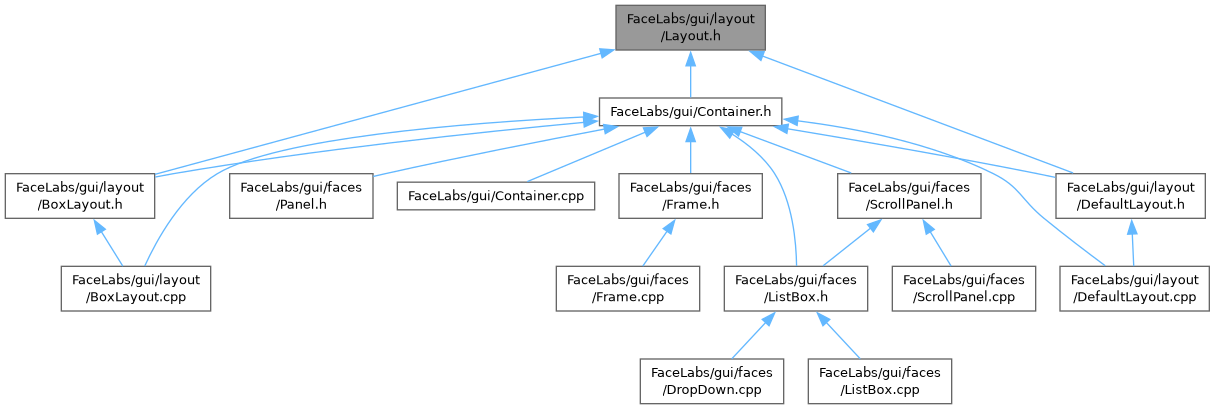 FaceLabs/gui/layout
/Layout.h
FaceLabs/gui/Container.h
FaceLabs/gui/layout
/BoxLayout.h
FaceLabs/gui/faces
/Panel.h
FaceLabs/gui/Container.cpp
FaceLabs/gui/faces
/Frame.h
FaceLabs/gui/faces
/ScrollPanel.h
FaceLabs/gui/layout
/DefaultLayout.h
FaceLabs/gui/layout
/BoxLayout.cpp
FaceLabs/gui/faces
/Frame.cpp
FaceLabs/gui/faces
/ListBox.h
FaceLabs/gui/faces
/ScrollPanel.cpp
FaceLabs/gui/layout
/DefaultLayout.cpp
FaceLabs/gui/faces
/DropDown.cpp
FaceLabs/gui/faces
/ListBox.cpp